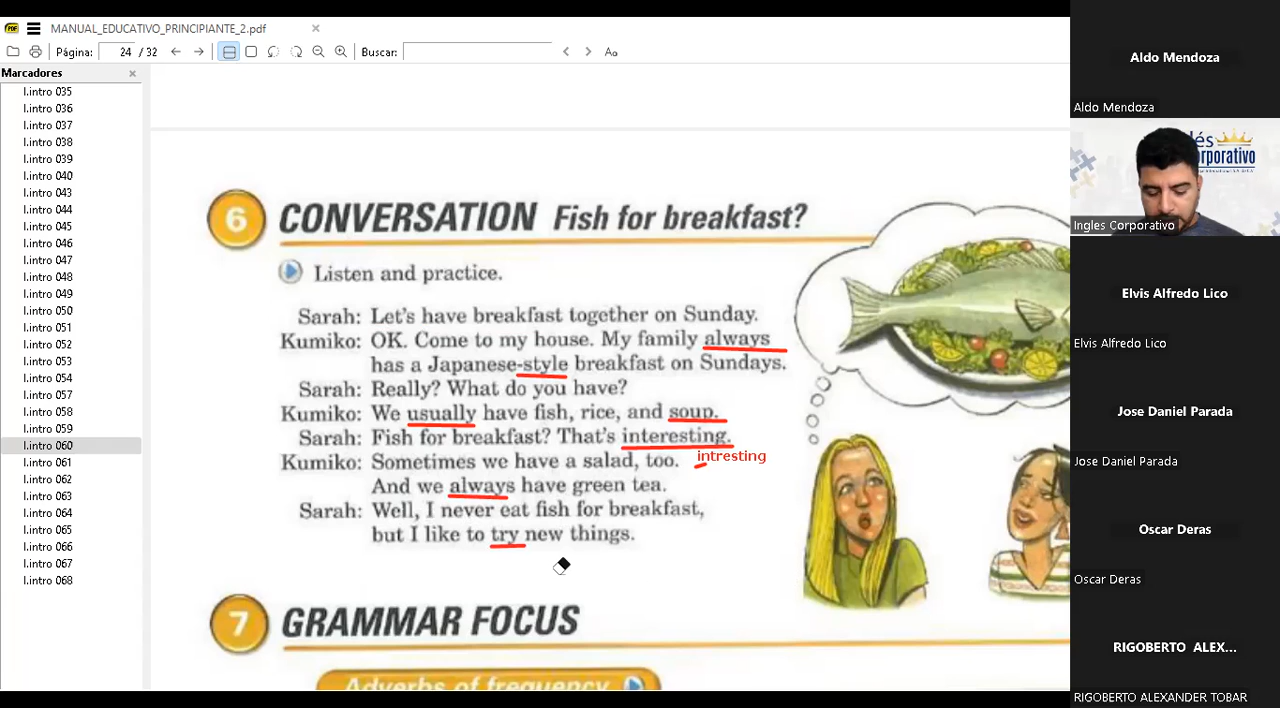 MANUAL_EDUCATIVO_PRINCIPIANTE_2.pdf
Página: 24 / 32 Buscar: Aa
Marcadores
I.intro 035
I.intro 036
I.intro 037
I.intro 038
I.intro 039
I.intro 040
I.intro 043
I.intro 044
I.intro 045
I.intro 046
I.intro 047
I.intro 048
I.intro 049
I.intro 050
I.intro 051
I.intro 052
I.intro 053
I.intro 054
I.intro 057
I.intro 058
I.intro 059
I.intro 060
I.intro 061
I.intro 062
I.intro 063
I.intro 064
I.intro 065
I.intro 066
I.intro 067
I.intro 068
6 CONVERSATION Fish for breakfast?
Listen and practice.
Sarah: Let's have breakfast together on Sunday.
Kumiko: OK. Come to my house. My family always
has a Japanese-style breakfast on Sundays.
Sarah: Really? What do you have?
Kumiko: We usually have fish, rice, and soup.
Sarah: Fish for breakfast? That's interesting.
intresting
Kumiko: Sometimes we have a salad, too.
And we always have green tea.
Sarah: Well, I never eat fish for breakfast,
but I like to try new things.
7 GRAMMAR FOCUS
Adverbs of frequency
Aldo Mendoza
Aldo Mendoza
Ingles Corporativo
Elvis Alfredo Lico
Elvis Alfredo Lico
Jose Daniel Parada
Jose Daniel Parada
Oscar Deras
Oscar Deras
RIGOBERTO ALEX...
RIGOBERTO ALEXANDER TOBAR